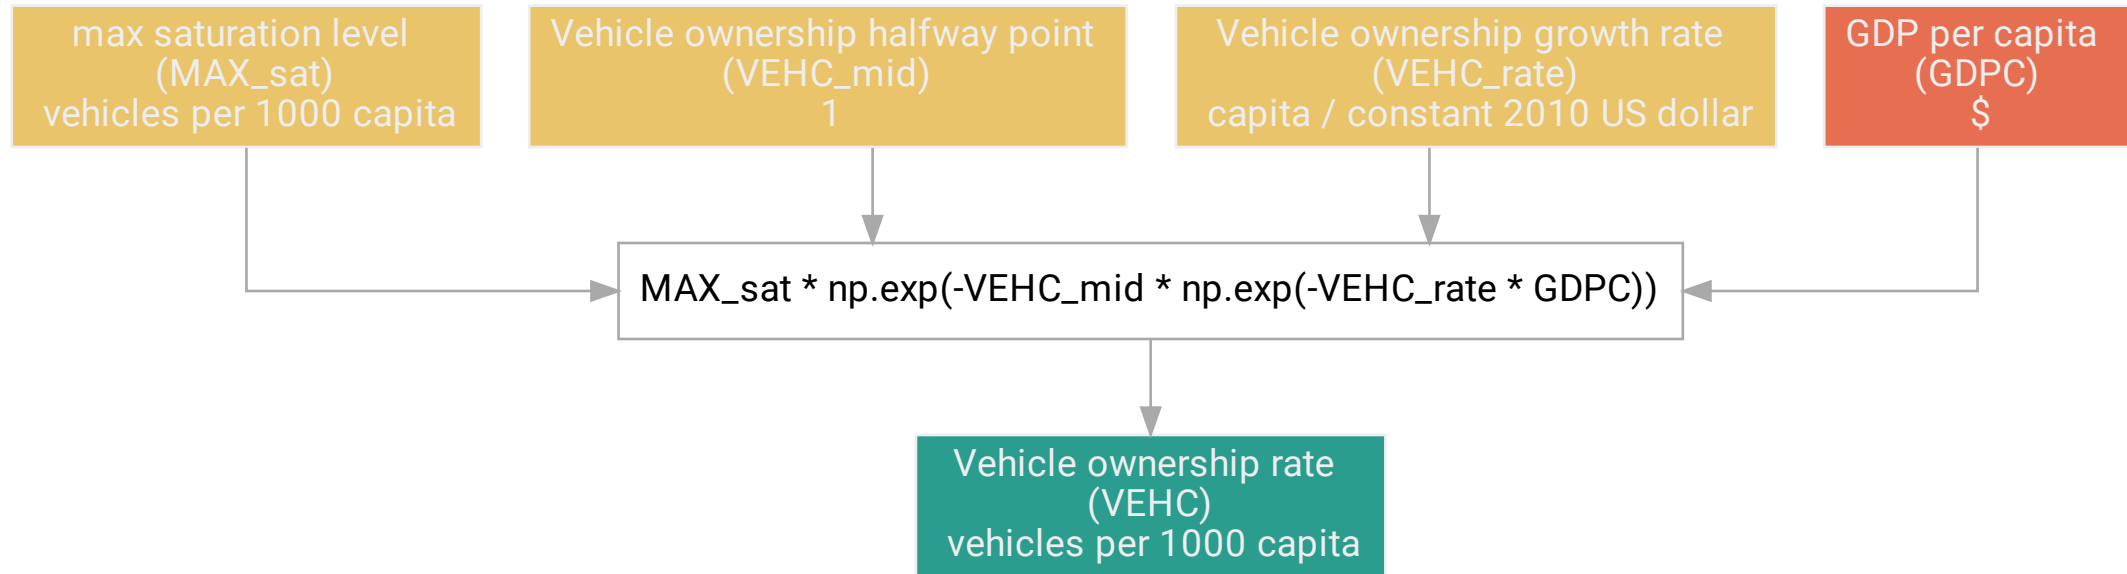 max saturation level
(MAX_sat)
vehicles per 1000 capita
Vehicle ownership halfway point
(VEHC_mid)
1
Vehicle ownership growth rate
(VEHC_rate)
capita / constant 2010 US dollar
GDP per capita
(GDPC)
$
MAX_sat * np.exp(-VEHC_mid * np.exp(-VEHC_rate * GDPC))
Vehicle ownership rate
(VEHC)
vehicles per 1000 capita